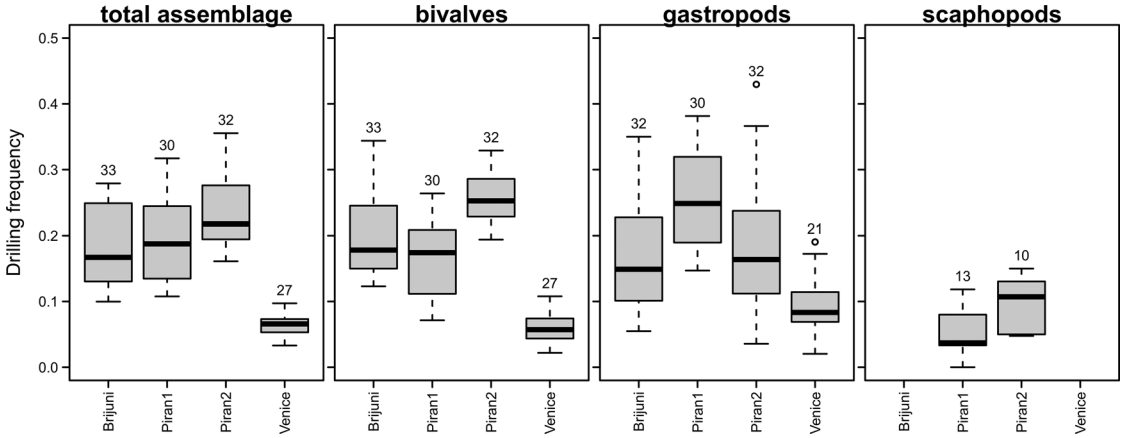 total assemblage
bivalves
gastropods
scaphopods
Drilling frequency
0.5
0.4
0.3
0.2
0.1
0.0
33
30
32
27
33
30
32
27
32
30
32
21
13
10
Brijuni
Piran1
Piran2
Venice
Brijuni
Piran1
Piran2
Venice
Brijuni
Piran1
Piran2
Venice
Brijuni
Piran1
Piran2
Venice